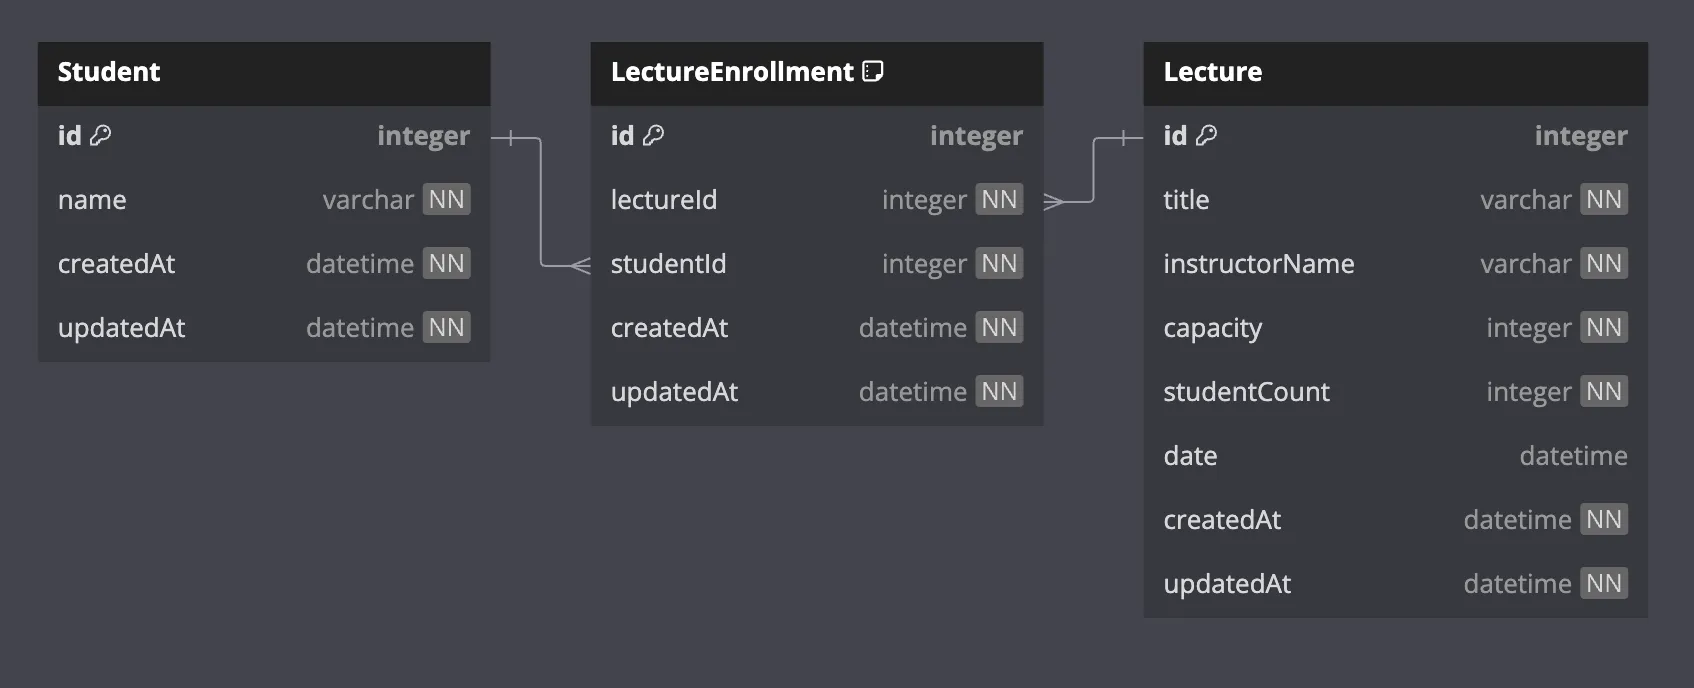 Student
id integer
name varchar NN
createdAt datetime NN
updatedAt datetime NN
LectureEnrollment
id integer
lectureId integer NN
studentId integer NN
createdAt datetime NN
updatedAt datetime NN
Lecture
id integer
title varchar NN
instructorName varchar NN
capacity integer NN
studentCount integer NN
date datetime
createdAt datetime NN
updatedAt datetime NN